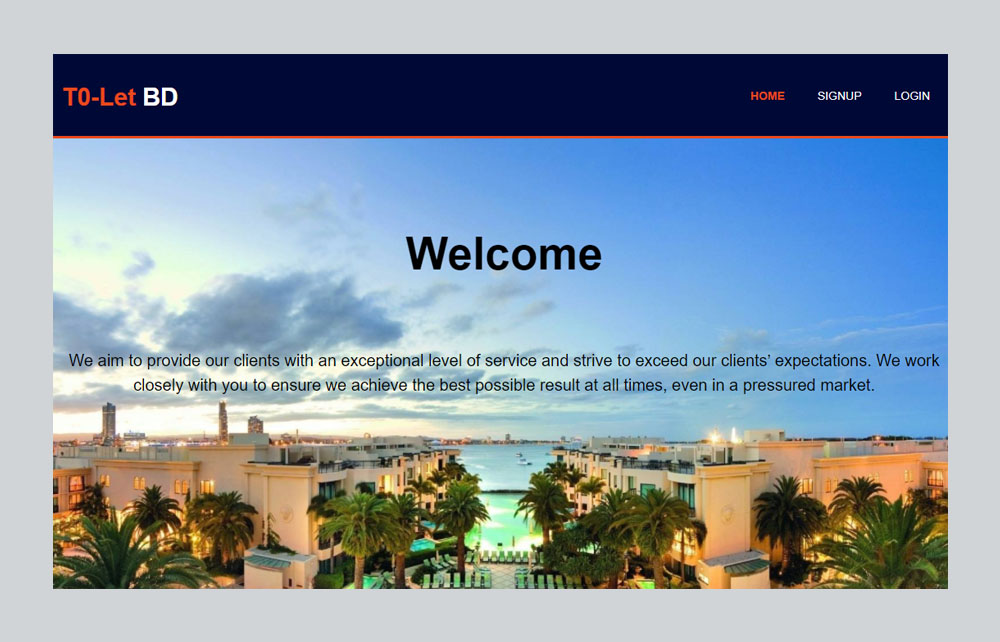 T0-Let BD
HOME SIGNUP LOGIN
Welcome
We aim to provide our clients with an exceptional level of service and strive to exceed our clients’ expectations. We work
closely with you to ensure we achieve the best possible result at all times, even in a pressured market.